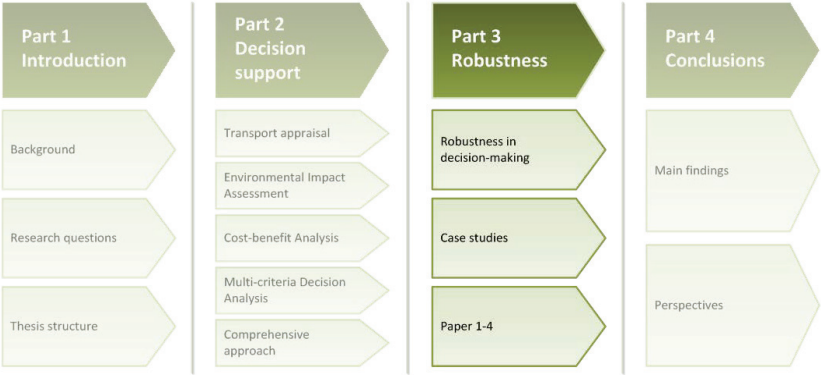 Part 1
Introduction
Background
Research questions
Thesis structure
Part 2
Decision
support
Transport appraisal
Environmental Impact
Assessment
Cost-benefit Analysis
Multi-criteria Decision
Analysis
Comprehensive
approach
Part 3
Robustness
Robustness in
decision-making
Case studies
Paper 1-4
Part 4
Conclusions
Main findings
Perspectives